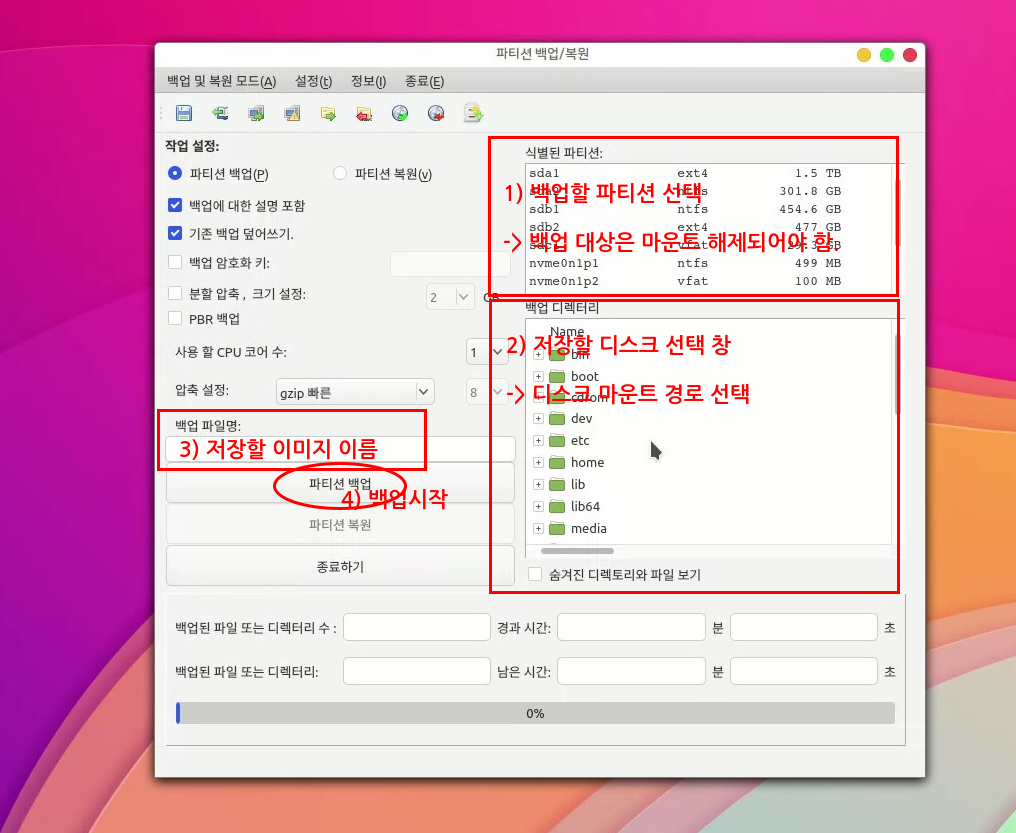 파티션 백업/복원
백업 및 복원 모드(A) 설정(t) 정보(I) 종료(E)
작업 설정:
파티션 백업(P) 파티션 복원(v)
백업에 대한 설명 포함
기존 백업 덮어쓰기.
백업 암호화 키:
분할 압축 , 크기 설정: 2
PBR 백업
사용 할 CPU 코어 수: 1
압축 설정: gzip 빠른 8
백업 파일명:
3) 저장할 이미지 이름
파티션 백업
4) 백업시작
파티션 복원
종료하기
식별된 파티션:
sda1 ext4 1.5 TB
301.8 GB
1) 백업할 파티션 선택
sdb1 ntfs 454.6 GB
sdb2 ext4 477 GB
-> 백업 대상은 마운트 해제되어야 함.
nvme0n1p1 ntfs 499 MB
nvme0n1p2 vfat 100 MB
백업 디렉터리
Name
2) 저장할 디스크 선택 창
bin
boot
cdrom
-> 디스크 마운트 경로 선택
dev
etc
home
lib
lib64
media
숨겨진 디렉토리와 파일 보기
백업된 파일 또는 디렉터리 수 : 경과 시간: 분 초
백업된 파일 또는 디렉터리: 남은 시간: 분 초
0%